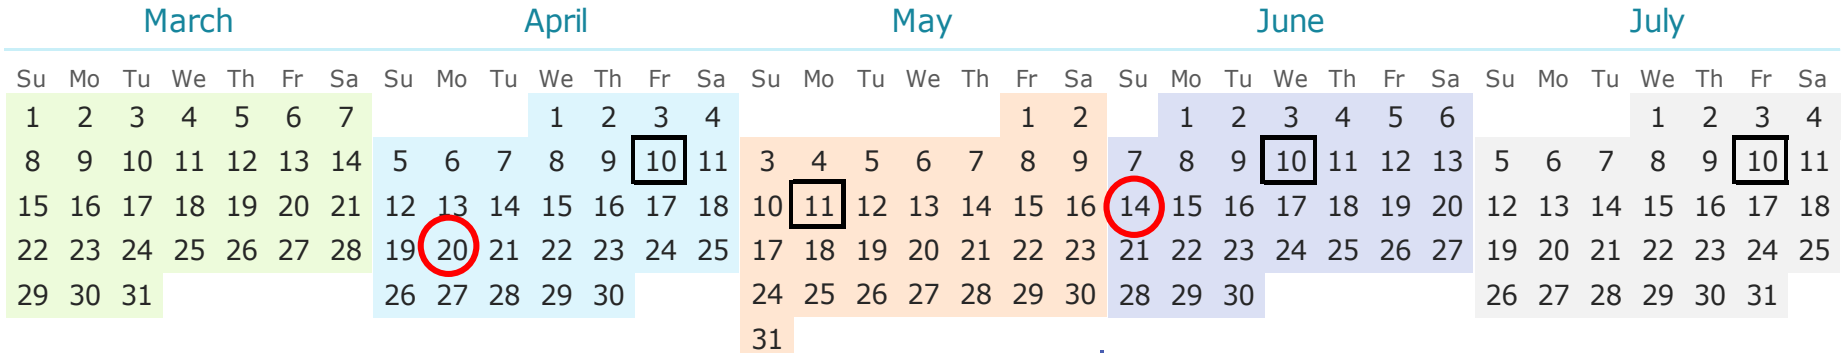 March April May June July
Su Mo Tu We Th Fr Sa Su Mo Tu We Th Fr Sa Su Mo Tu We Th Fr Sa Su Mo Tu We Th Fr Sa Su Mo Tu We Th Fr Sa
1 2 3 4 5 6 7 1 2 3 4 1 2 1 2 3 4 5 6 1 2 3 4
8 9 10 11 12 13 14 5 6 7 8 9 10 11 3 4 5 6 7 8 9 7 8 9 10 11 12 13 5 6 7 8 9 10 11
15 16 17 18 19 20 21 12 13 14 15 16 17 18 10 11 12 13 14 15 16 14 15 16 17 18 19 20 12 13 14 15 16 17 18
22 23 24 25 26 27 28 19 20 21 22 23 24 25 17 18 19 20 21 22 23 21 22 23 24 25 26 27 19 20 21 22 23 24 25
29 30 31 26 27 28 29 30 24 25 26 27 28 29 30 28 29 30 26 27 28 29 30 31
31